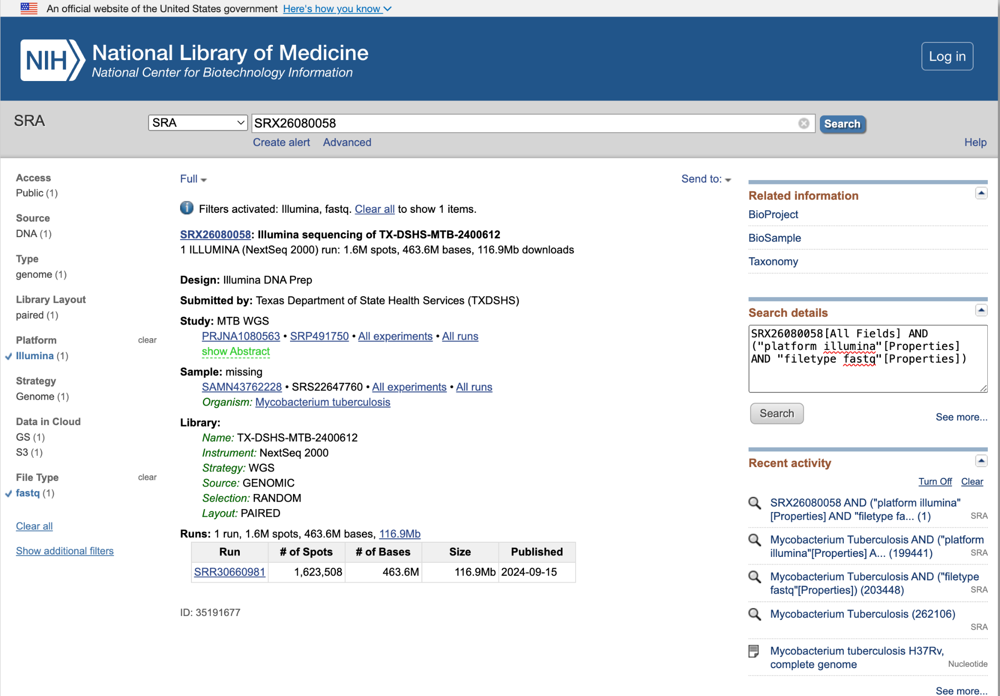 An official website of the United States government Here's how you know
NIH National Library of Medicine
National Center for Biotechnology Information
Log in
SRA
SRA
SRX26080058
Search
Create alert Advanced
Help
Access
Public (1)
Source
DNA (1)
Type
genome (1)
Library Layout
paired (1)
Platform clear
Illumina (1)
Strategy
Genome (1)
Data in Cloud
GS (1)
S3 (1)
File Type clear
fastq (1)
Clear all
Show additional filters
Full
Send to:
Filters activated: Illumina, fastq. Clear all to show 1 items.
SRX26080058: Illumina sequencing of TX-DSHS-MTB-2400612
1 ILLUMINA (NextSeq 2000) run: 1.6M spots, 463.6M bases, 116.9Mb downloads
Design: Illumina DNA Prep
Submitted by: Texas Department of State Health Services (TXDSHS)
Study: MTB WGS
PRJNA1080563 • SRP491750 • All experiments • All runs
show Abstract
Sample: missing
SAMN43762228 • SRS22647760 • All experiments • All runs
Organism: Mycobacterium tuberculosis
Library:
Name: TX-DSHS-MTB-2400612
Instrument: NextSeq 2000
Strategy: WGS
Source: GENOMIC
Selection: RANDOM
Layout: PAIRED
Runs: 1 run, 1.6M spots, 463.6M bases, 116.9Mb
Run # of Spots # of Bases Size Published
SRR30660981 1,623,508 463.6M 116.9Mb 2024-09-15
ID: 35191677
Related information
BioProject
BioSample
Taxonomy
Search details
SRX26080058[All Fields] AND
("platform illumina"[Properties]
AND "filetype fastq"[Properties])
Search
See more...
Recent activity
Turn Off Clear
SRX26080058 AND ("platform illumina"
[Properties] AND "filetype fa... (1)
SRA
Mycobacterium Tuberculosis AND ("platform
illumina"[Properties] A... (199441)
SRA
Mycobacterium Tuberculosis AND ("filetype
fastq"[Properties]) (203448)
SRA
Mycobacterium Tuberculosis (262106)
SRA
Mycobacterium tuberculosis H37Rv,
complete genome
Nucleotide
See more...